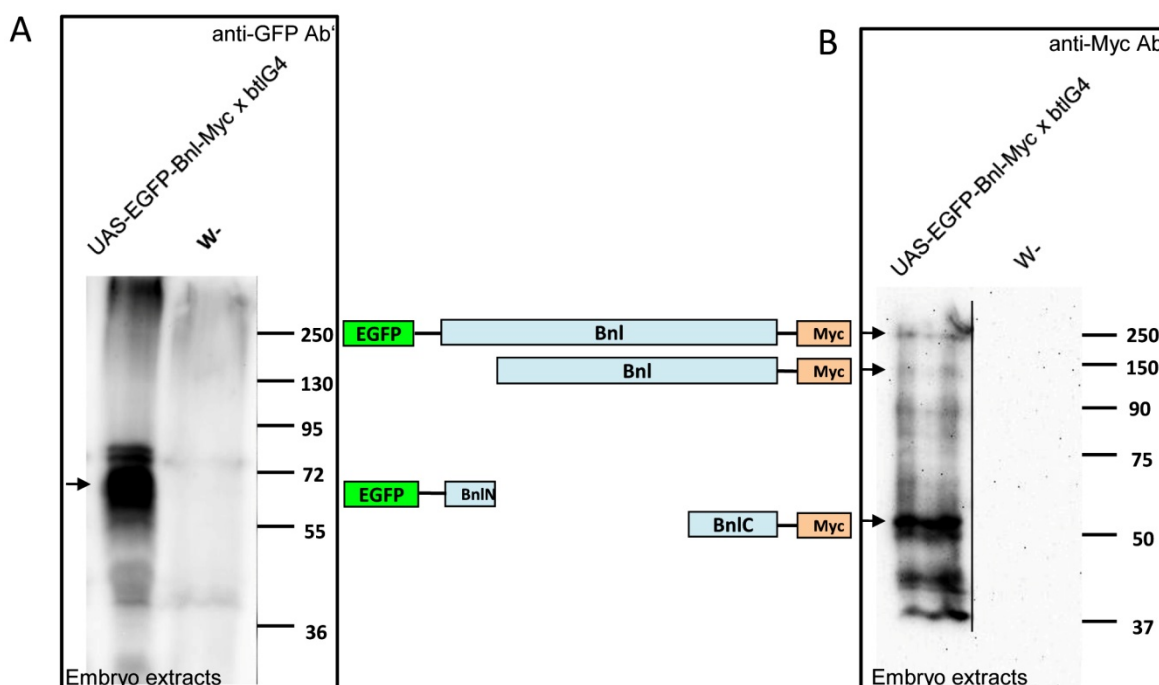 A
anti-GFP Ab'
UAS-EGFP-Bnl-Myc x btlG4
W-
250
130
95
72
55
36
Embryo extracts
EGFP
Bnl
Myc
Bnl
Myc
EGFP
BnlN
BnlC
Myc
B
anti-Myc Ab
UAS-EGFP-Bnl-Myc x btlG4
W-
250
150
90
75
50
37
Embryo extracts